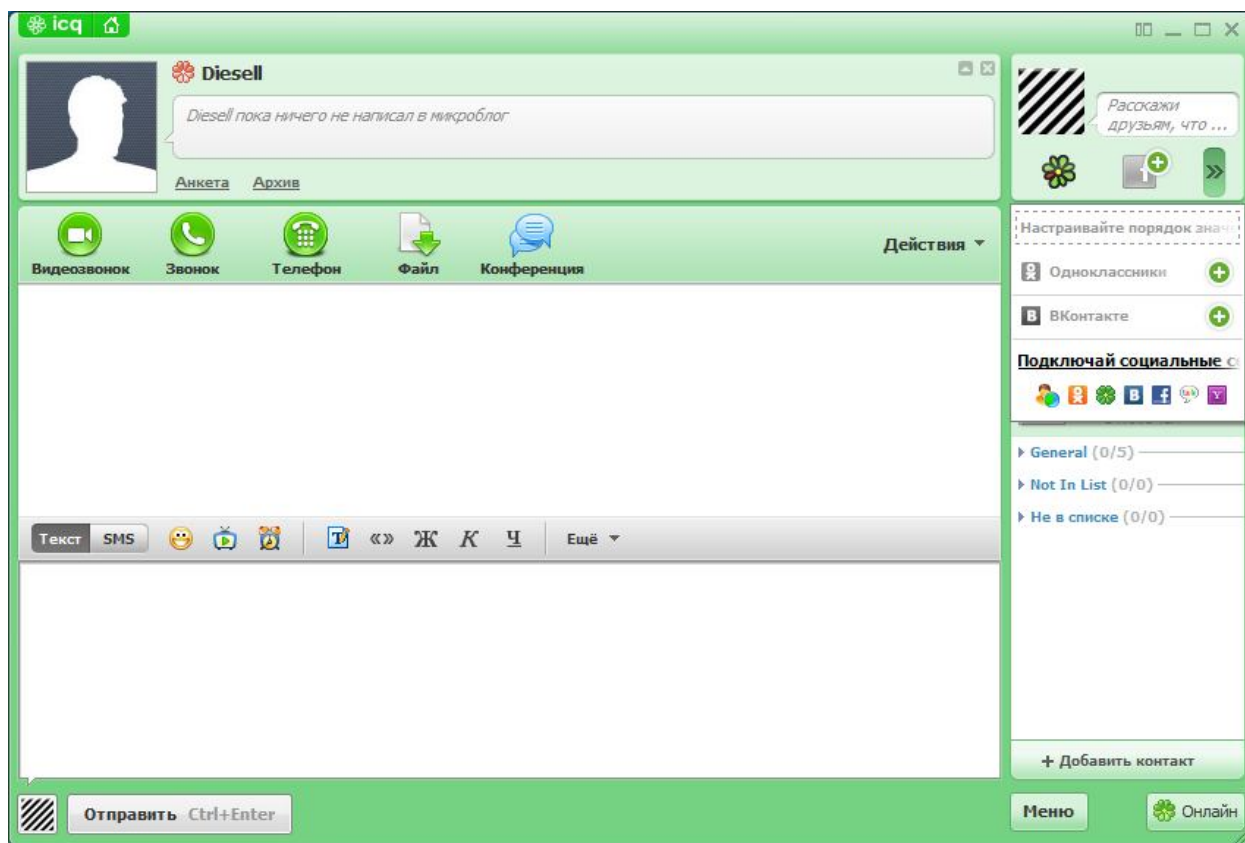 icq
Diesell
Diesell пока ничего не написал в микроблог
Анкета Архив
Видеозвонок Звонок Телефон Файл Конференция Действия
Текст SMS «» Ж К Ч Ещё
Отправить Ctrl+Enter
Расскажи
друзьям, что ...
Настраивайте порядок
Одноклассники
ВКонтакте
Подключай социальные
General (0/5)
Not In List (0/0)
Не в списке (0/0)
+ Добавить контакт
Меню Онлайн